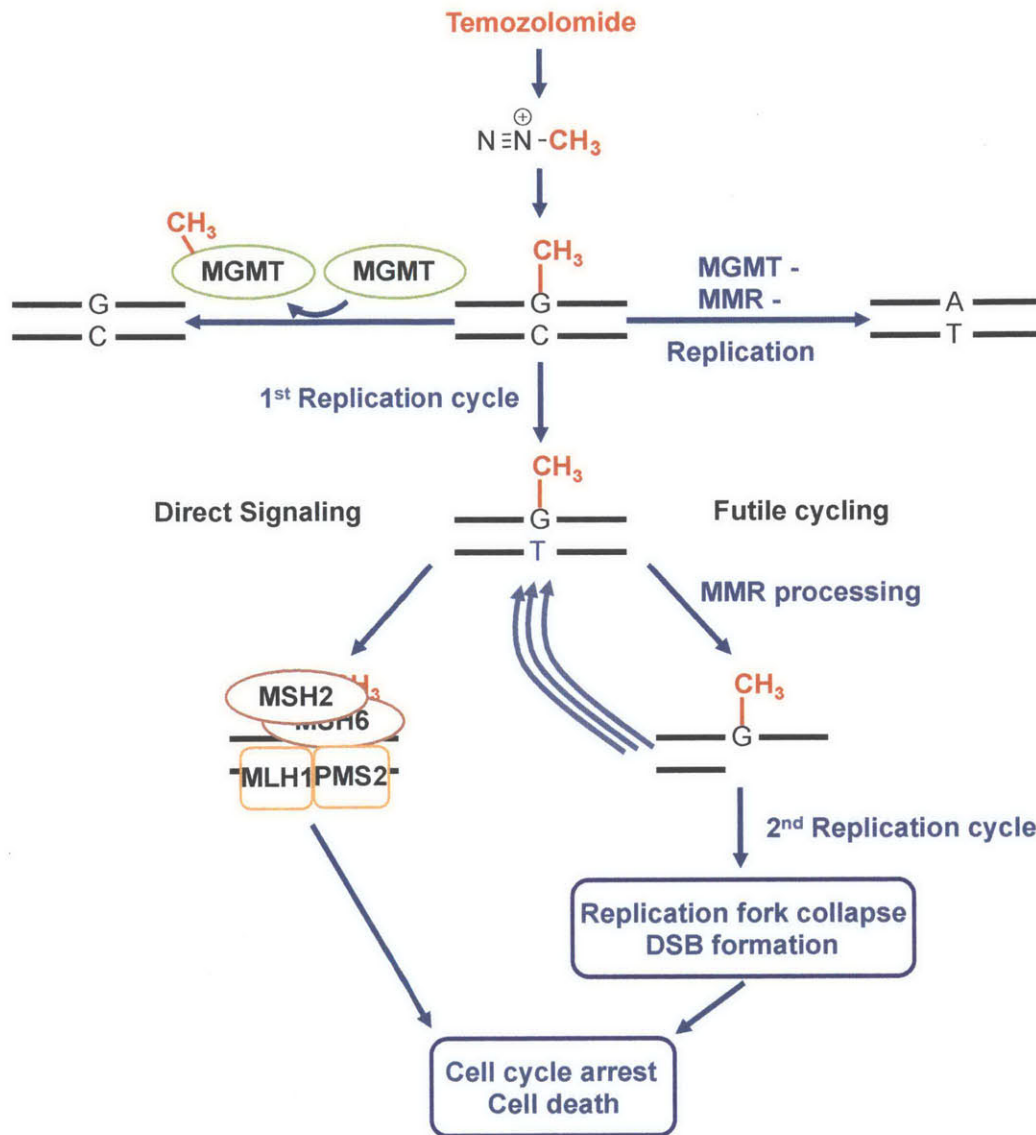 Temozolomide
N≡N-CH₃
⊕
CH₃
MGMT
MGMT
CH₃
MGMT -
MMR -
G
C
G
C
A
T
Replication
1st Replication cycle
CH₃
G
T
Direct Signaling
Futile cycling
MMR processing
MSH2
MSH6
MLH1
PMS2
CH₃
G
2nd Replication cycle
Replication fork collapse
DSB formation
Cell cycle arrest
Cell death